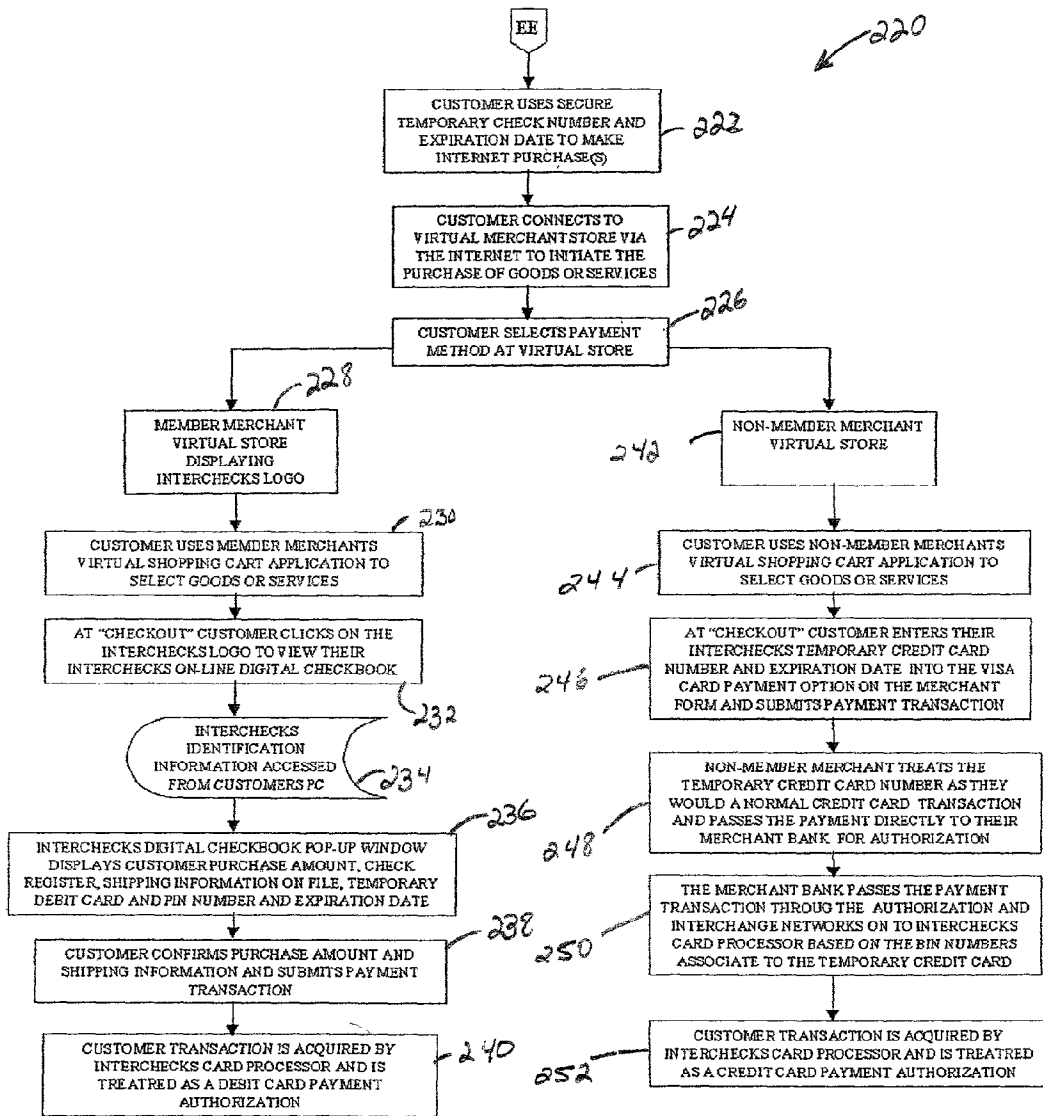 EE
220
CUSTOMER USES SECURE
TEMPORARY CHECK NUMBER AND
EXPIRATION DATE TO MAKE
INTERNET PURCHASE(S)
222
CUSTOMER CONNECTS TO
VIRTUAL MERCHANT STORE VIA
THE INTERNET TO INITIATE THE
PURCHASE OF GOODS OR SERVICES
224
CUSTOMER SELECTS PAYMENT
METHOD AT VIRTUAL STORE
226
228
MEMBER MERCHANT
VIRTUAL STORE
DISPLAYING
INTERCHECKS LOGO
230
CUSTOMER USES MEMBER MERCHANTS
VIRTUAL SHOPPING CART APPLICATION TO
SELECT GOODS OR SERVICES
AT "CHECKOUT" CUSTOMER CLICKS ON THE
INTERCHECKS LOGO TO VIEW THEIR
INTERCHECKS ON-LINE DIGITAL CHECKBOOK
232
INTERCHECKS
IDENTIFICATION
INFORMATION ACCESSED
FROM CUSTOMERS PC
234
236
INTERCHECKS DIGITAL CHECKBOOK POP-UP WINDOW
DISPLAYS CUSTOMER PURCHASE AMOUNT, CHECK
REGISTER, SHIPPING INFORMATION ON FILE, TEMPORARY
DEBIT CARD AND PIN NUMBER AND EXPIRATION DATE
238
CUSTOMER CONFIRMS PURCHASE AMOUNT AND
SHIPPING INFORMATION AND SUBMITS PAYMENT
TRANSACTION
CUSTOMER TRANSACTION IS ACQUIRED BY
INTERCHECKS CARD PROCESSOR AND IS
TREATRED AS A DEBIT CARD PAYMENT
AUTHORIZATION
240
242
NON-MEMBER MERCHANT
VIRTUAL STORE
244
CUSTOMER USES NON-MEMBER MERCHANTS
VIRTUAL SHOPPING CART APPLICATION TO
SELECT GOODS OR SERVICES
246
AT "CHECKOUT" CUSTOMER ENTERS THEIR
INTERCHECKS TEMPORARY CREDIT CARD
NUMBER AND EXPIRATION DATE INTO THE VISA
CARD PAYMENT OPTION ON THE MERCHANT
FORM AND SUBMITS PAYMENT TRANSACTION
248
NON-MEMBER MERCHANT TREATS THE
TEMPORARY CREDIT CARD NUMBER AS THEY
WOULD A NORMAL CREDIT CARD TRANSACTION
AND PASSES THE PAYMENT DIRECTLY TO THEIR
MERCHANT BANK FOR AUTHORIZATION
250
THE MERCHANT BANK PASSES THE PAYMENT
TRANSACTION THROUG THE AUTHORIZATION AND
INTERCHANGE NETWORKS ON TO INTERCHECKS
CARD PROCESSOR BASED ON THE BIN NUMBERS
ASSOCIATE TO THE TEMPORARY CREDIT CARD
252
CUSTOMER TRANSACTION IS ACQUIRED BY
INTERCHECKS CARD PROCESSOR AND IS TREATRED
AS A CREDIT CARD PAYMENT AUTHORIZATION